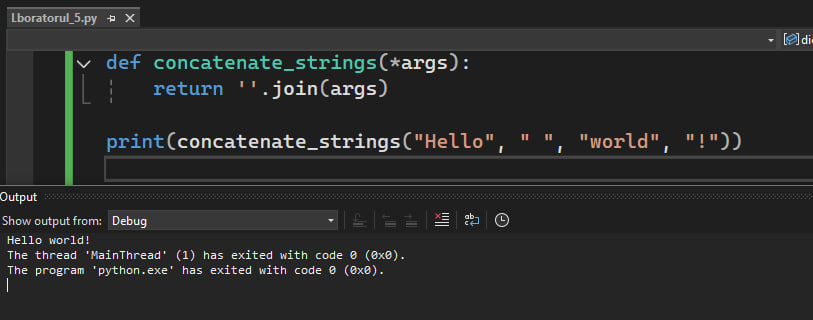 Lboratorul_5.py
dic
def concatenate_strings(*args):
    return ''.join(args)
print(concatenate_strings("Hello", " ", "world", "!"))
Output
Show output from: Debug
Hello world!
The thread 'MainThread' (1) has exited with code 0 (0x0).
The program 'python.exe' has exited with code 0 (0x0).